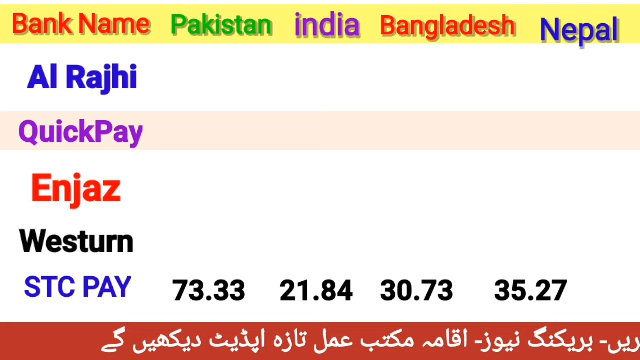 Bank Name Pakistan india Bangladesh Nepal
Al Rajhi
QuickPay
Enjaz
Westurn
STC PAY 73.33 21.84 30.73 35.27
بریکنگ نیوز- اقامہ مکتب عمل تازہ اپڈیٹ دیکھیں گے